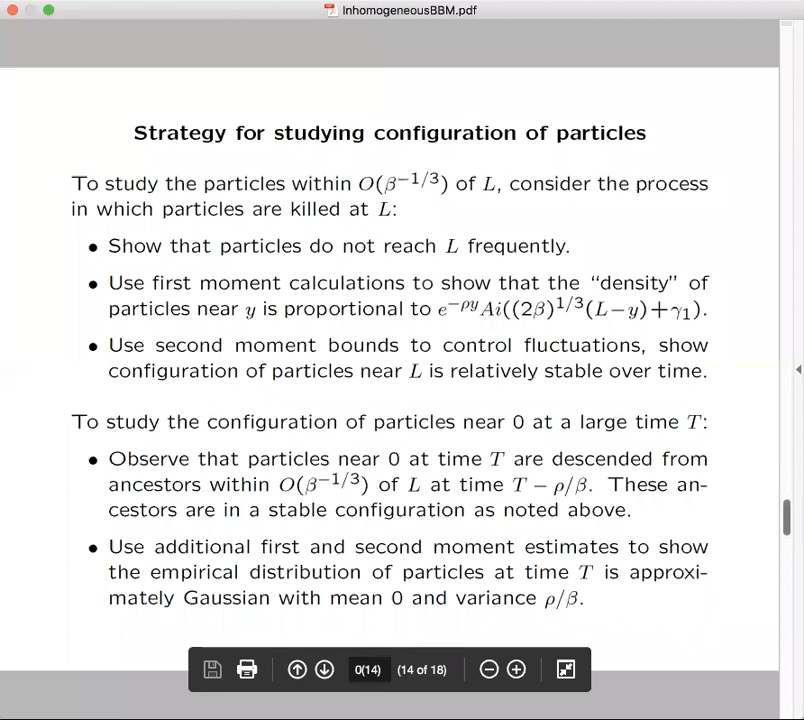 InhomogeneousBBM.pdf
Strategy for studying configuration of particles
To study the particles within O(β⁻¹/³) of L, consider the process
in which particles are killed at L:
• Show that particles do not reach L frequently.
• Use first moment calculations to show that the “density” of
particles near y is proportional to e⁻ᵖʸAi((2β)¹/³(L−y)+γ₁).
• Use second moment bounds to control fluctuations, show
configuration of particles near L is relatively stable over time.
To study the configuration of particles near 0 at a large time T:
• Observe that particles near 0 at time T are descended from
ancestors within O(β⁻¹/³) of L at time T − ρ/β. These an-
cestors are in a stable configuration as noted above.
• Use additional first and second moment estimates to show
the empirical distribution of particles at time T is approxi-
mately Gaussian with mean 0 and variance ρ/β.
0(14) (14 of 18)